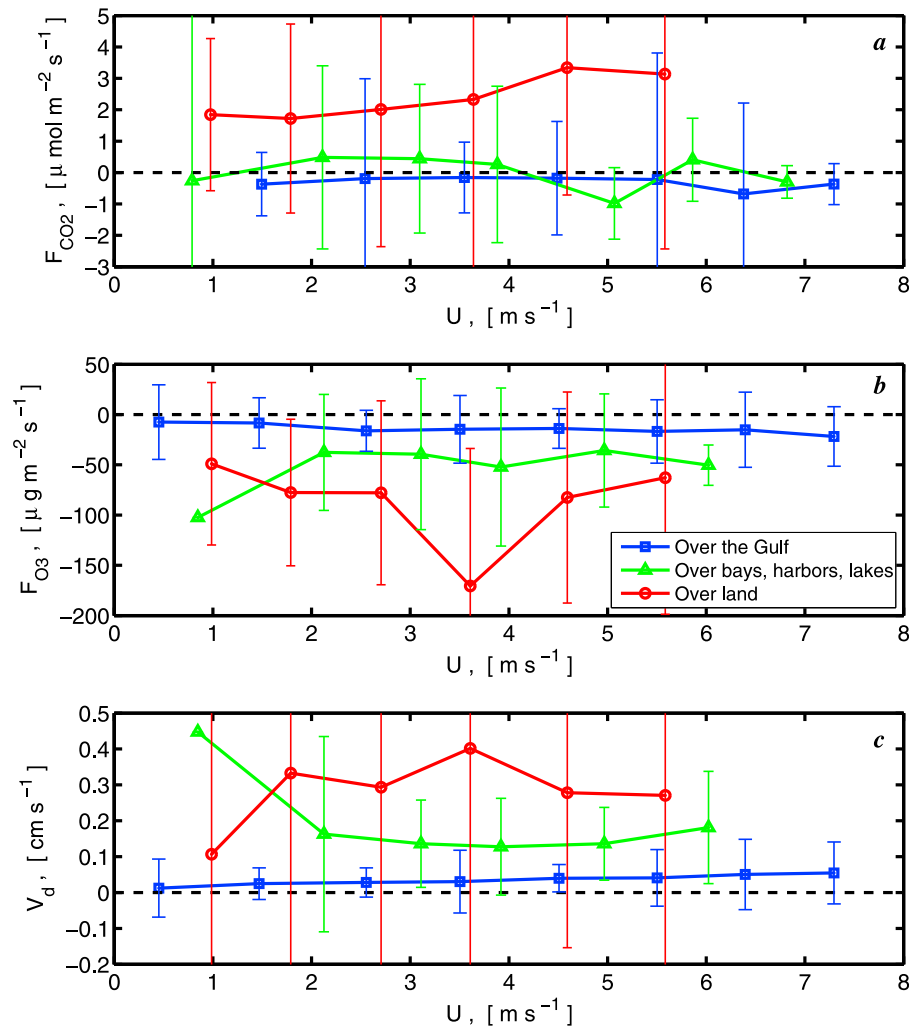 5
4
3
2
1
0
−1
−2
−3
F_CO2 , [ μ mol m⁻² s⁻¹ ]
a
0 1 2 3 4 5 6 7 8
U , [ m s⁻¹ ]
50
0
−50
−100
−150
−200
F_O3 , [ μ g m⁻² s⁻¹ ]
b
Over the Gulf
Over bays, harbors, lakes
Over land
0 1 2 3 4 5 6 7 8
U , [ m s⁻¹ ]
0.5
0.4
0.3
0.2
0.1
0
−0.1
−0.2
V_d , [ cm s⁻¹ ]
c
0 1 2 3 4 5 6 7 8
U , [ m s⁻¹ ]